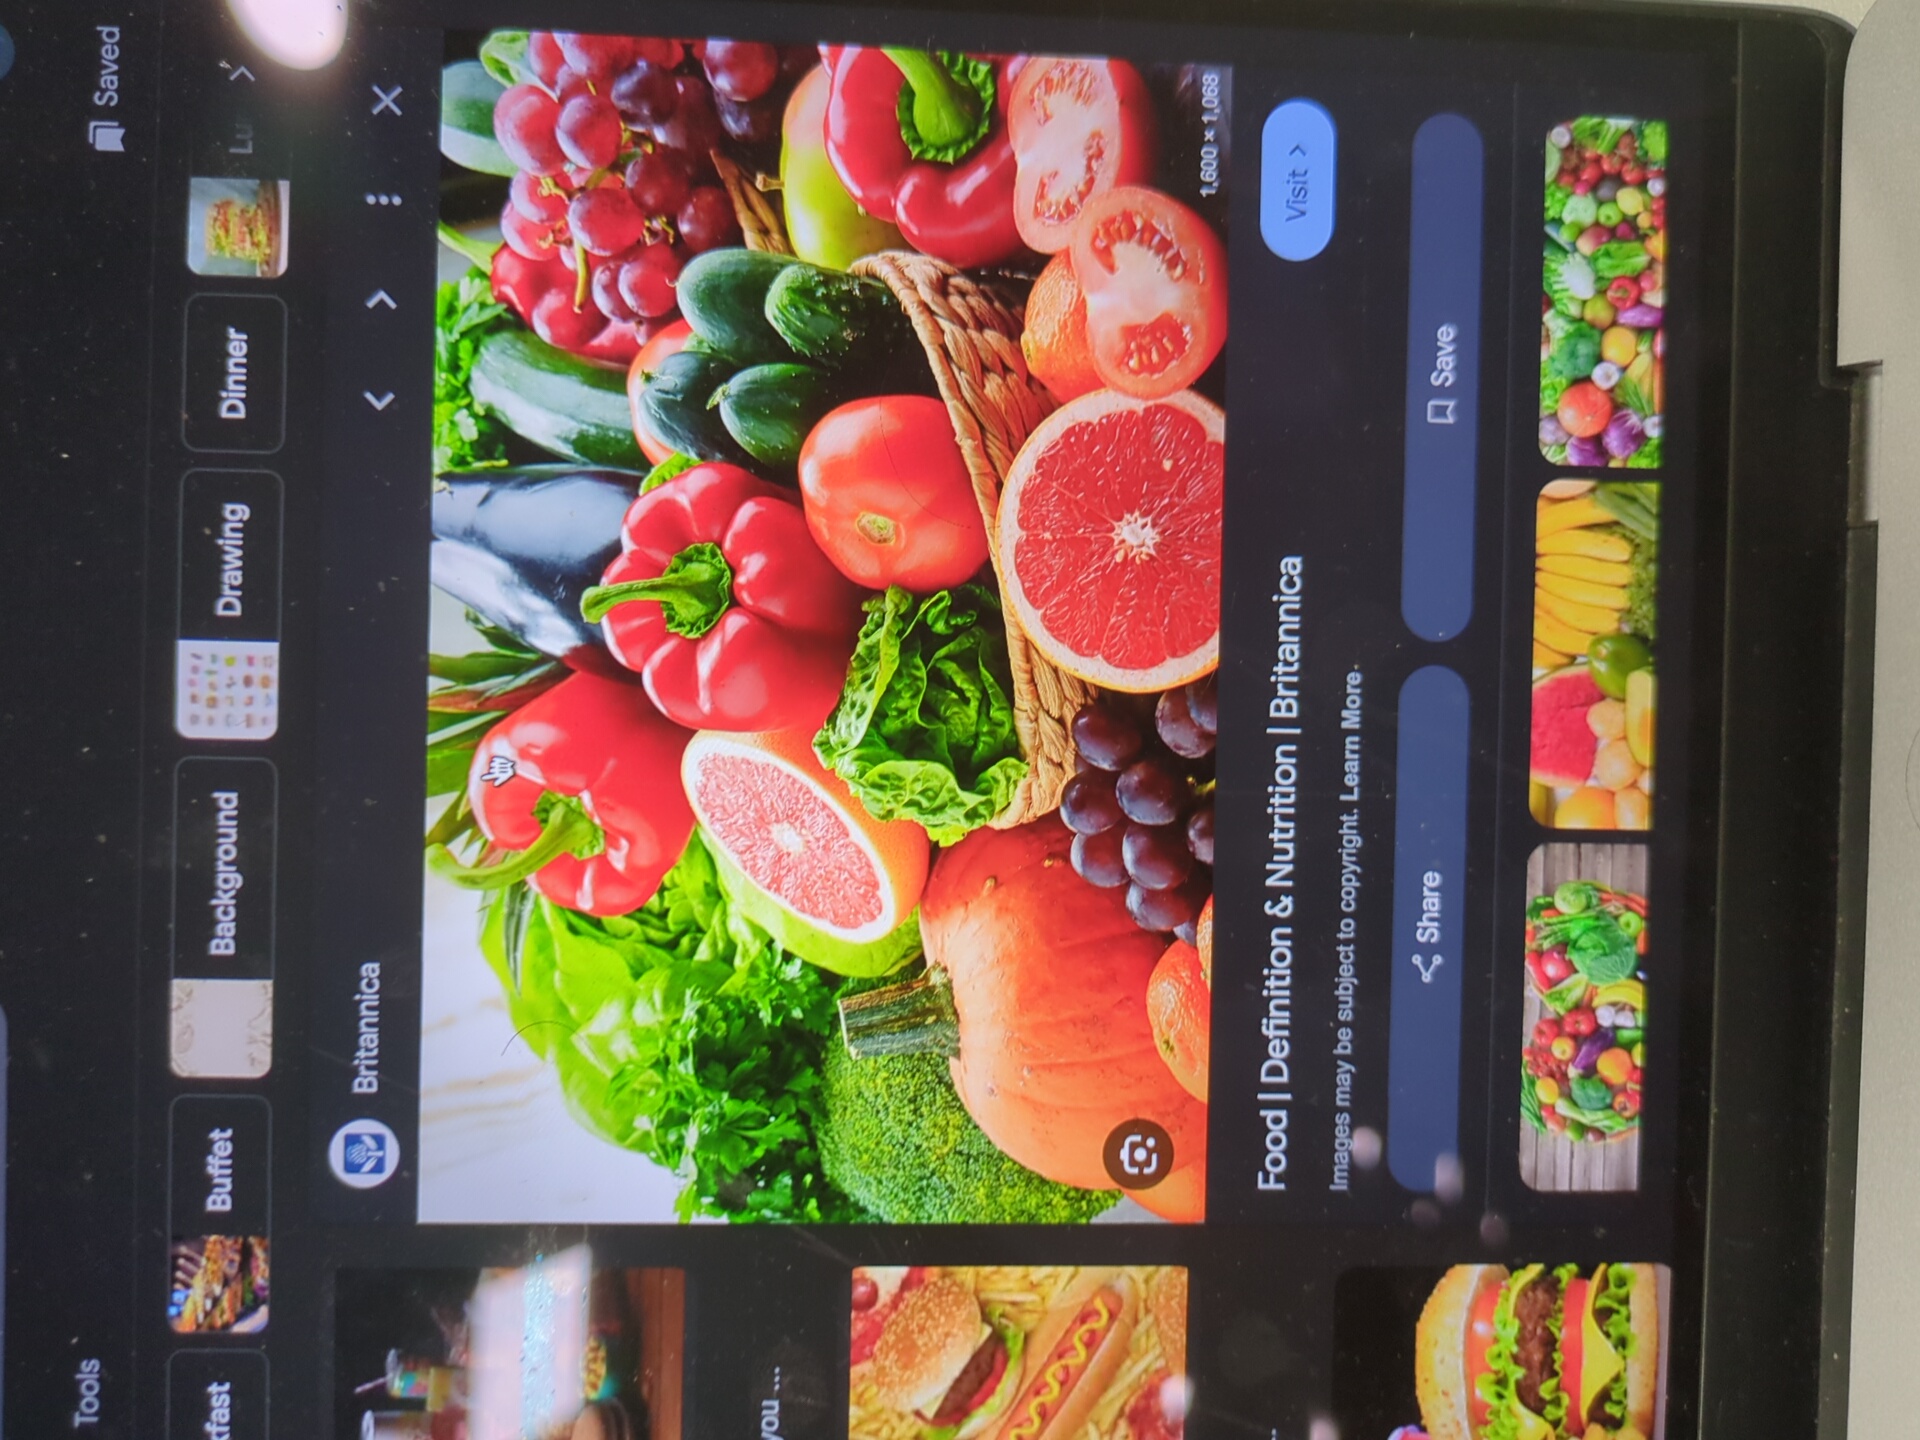 Tools
Saved
kfast
Buffet
Background
Drawing
Dinner
Britannica
you ...
1,600 × 1,068
Food | Definition & Nutrition | Britannica
Visit >
Images may be subject to copyright. Learn More
Share
Save